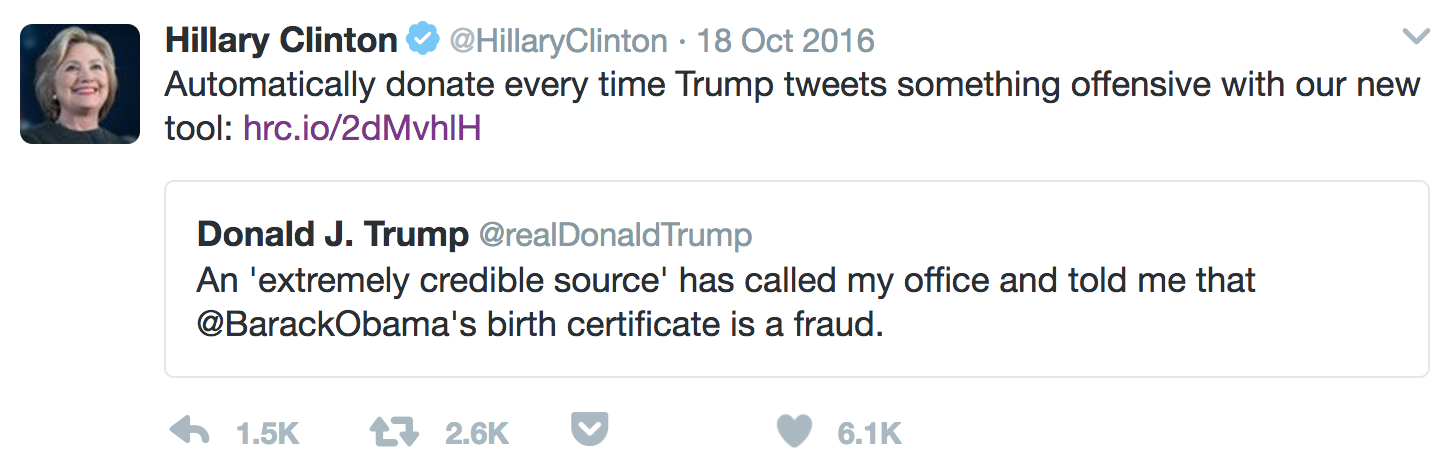 Hillary Clinton @HillaryClinton · 18 Oct 2016
Automatically donate every time Trump tweets something offensive with our new
tool: hrc.io/2dMvhlH
Donald J. Trump @realDonaldTrump
An 'extremely credible source' has called my office and told me that
@BarackObama's birth certificate is a fraud.
1.5K 2.6K 6.1K